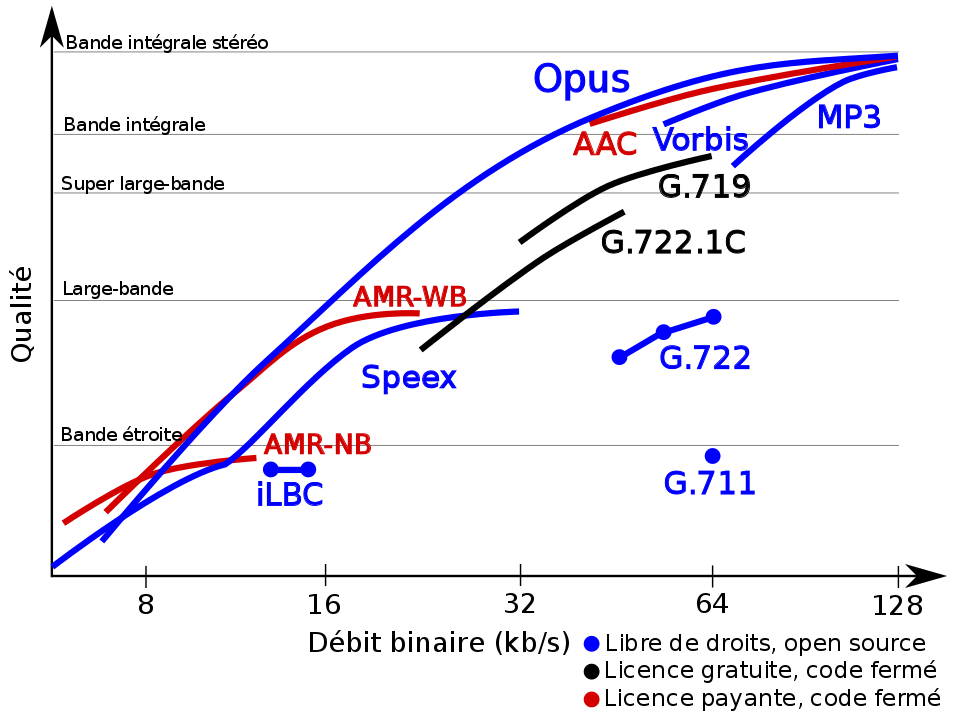 Bande intégrale stéréo
Opus
MP3
Bande intégrale
AAC
Vorbis
Super large-bande
G.719
G.722.1C
Qualité
Large-bande
AMR-WB
G.722
Speex
Bande étroite
AMR-NB
iLBC
G.711
8
16
32
64
128
Débit binaire (kb/s)
Libre de droits, open source
Licence gratuite, code fermé
Licence payante, code fermé